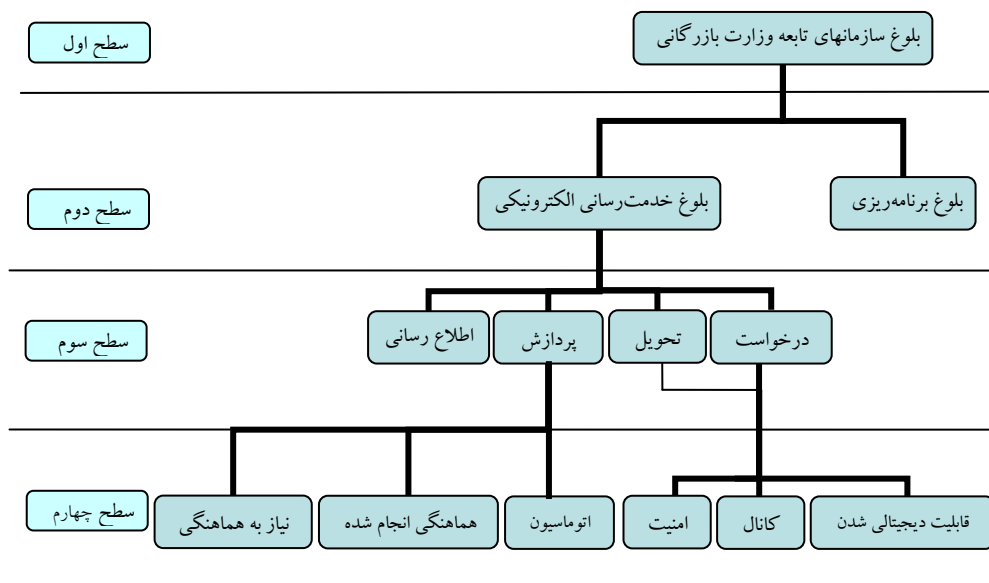 بلوغ سازمانهای تابعه وزارت بازرگانی
سطح اول
بلوغ برنامه‌ریزی
بلوغ خدمت‌رسانی الکترونیکی
سطح دوم
درخواست
تحویل
پردازش
اطلاع رسانی
سطح سوم
قابلیت دیجیتالی شدن
کانال
امنیت
اتوماسیون
هماهنگی انجام شده
نیاز به هماهنگی
سطح چهارم